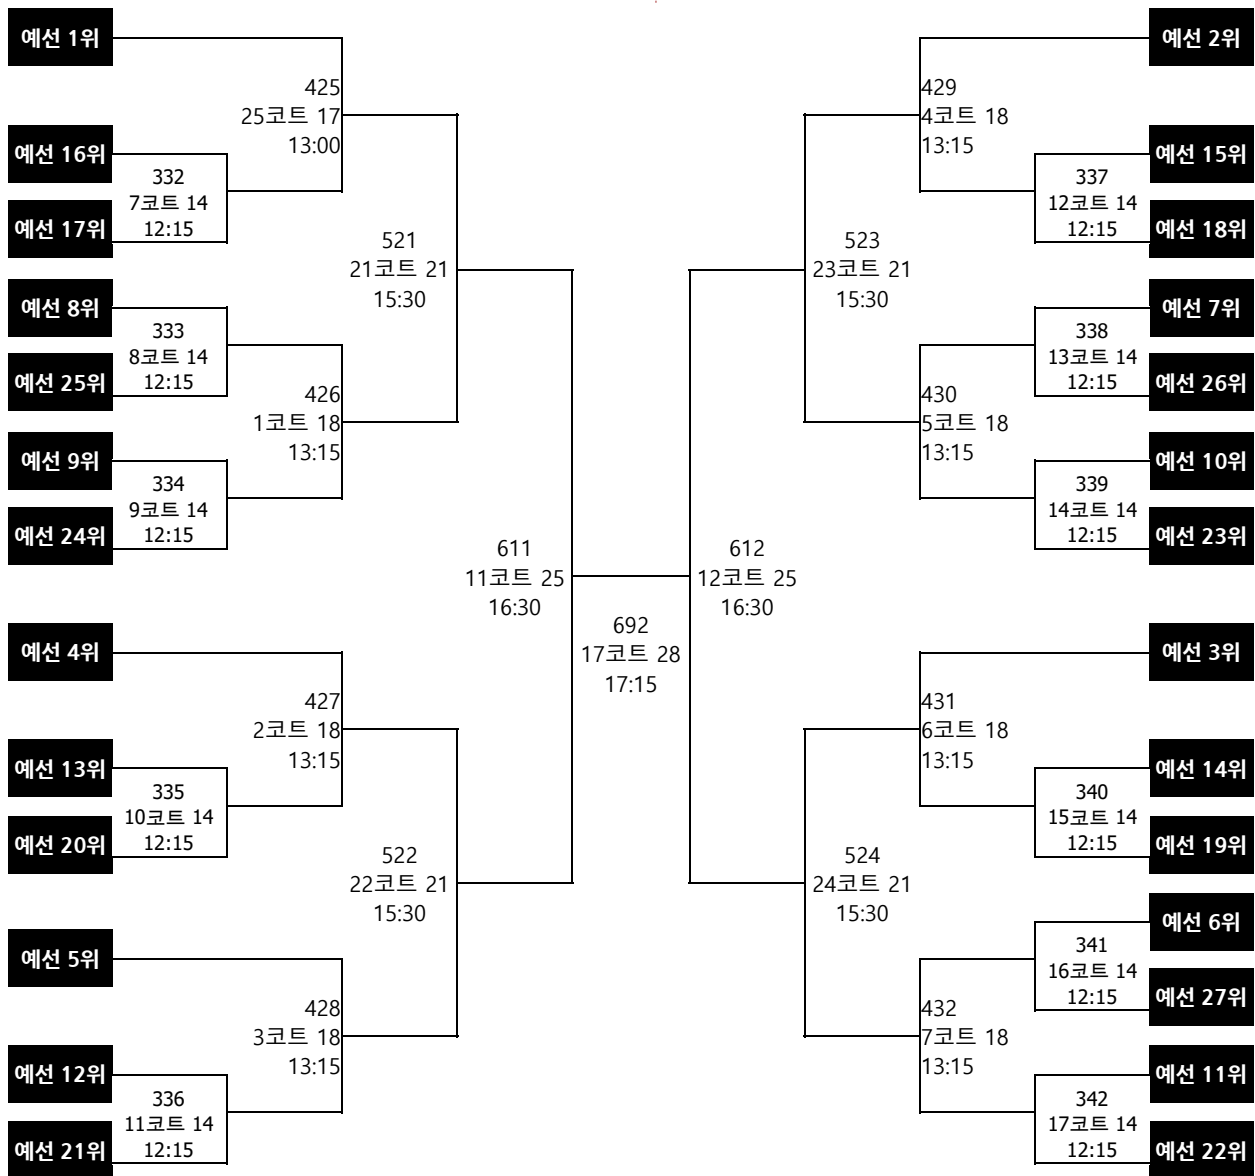 예선 1위
425
25코트 17
13:00
예선 16위
332
7코트 14
12:15
예선 17위
521
21코트 21
15:30
예선 8위
333
8코트 14
12:15
예선 25위
426
1코트 18
13:15
예선 9위
334
9코트 14
12:15
예선 24위
611
11코트 25
16:30
예선 4위
427
2코트 18
13:15
예선 13위
335
10코트 14
12:15
예선 20위
522
22코트 21
15:30
예선 5위
428
3코트 18
13:15
예선 12위
336
11코트 14
12:15
예선 21위
692
17코트 28
17:15
예선 2위
429
4코트 18
13:15
예선 15위
337
12코트 14
12:15
예선 18위
523
23코트 21
15:30
예선 7위
338
13코트 14
12:15
예선 26위
430
5코트 18
13:15
예선 10위
339
14코트 14
12:15
예선 23위
612
12코트 25
16:30
예선 3위
431
6코트 18
13:15
예선 14위
340
15코트 14
12:15
예선 19위
524
24코트 21
15:30
예선 6위
341
16코트 14
12:15
예선 27위
432
7코트 18
13:15
예선 11위
342
17코트 14
12:15
예선 22위